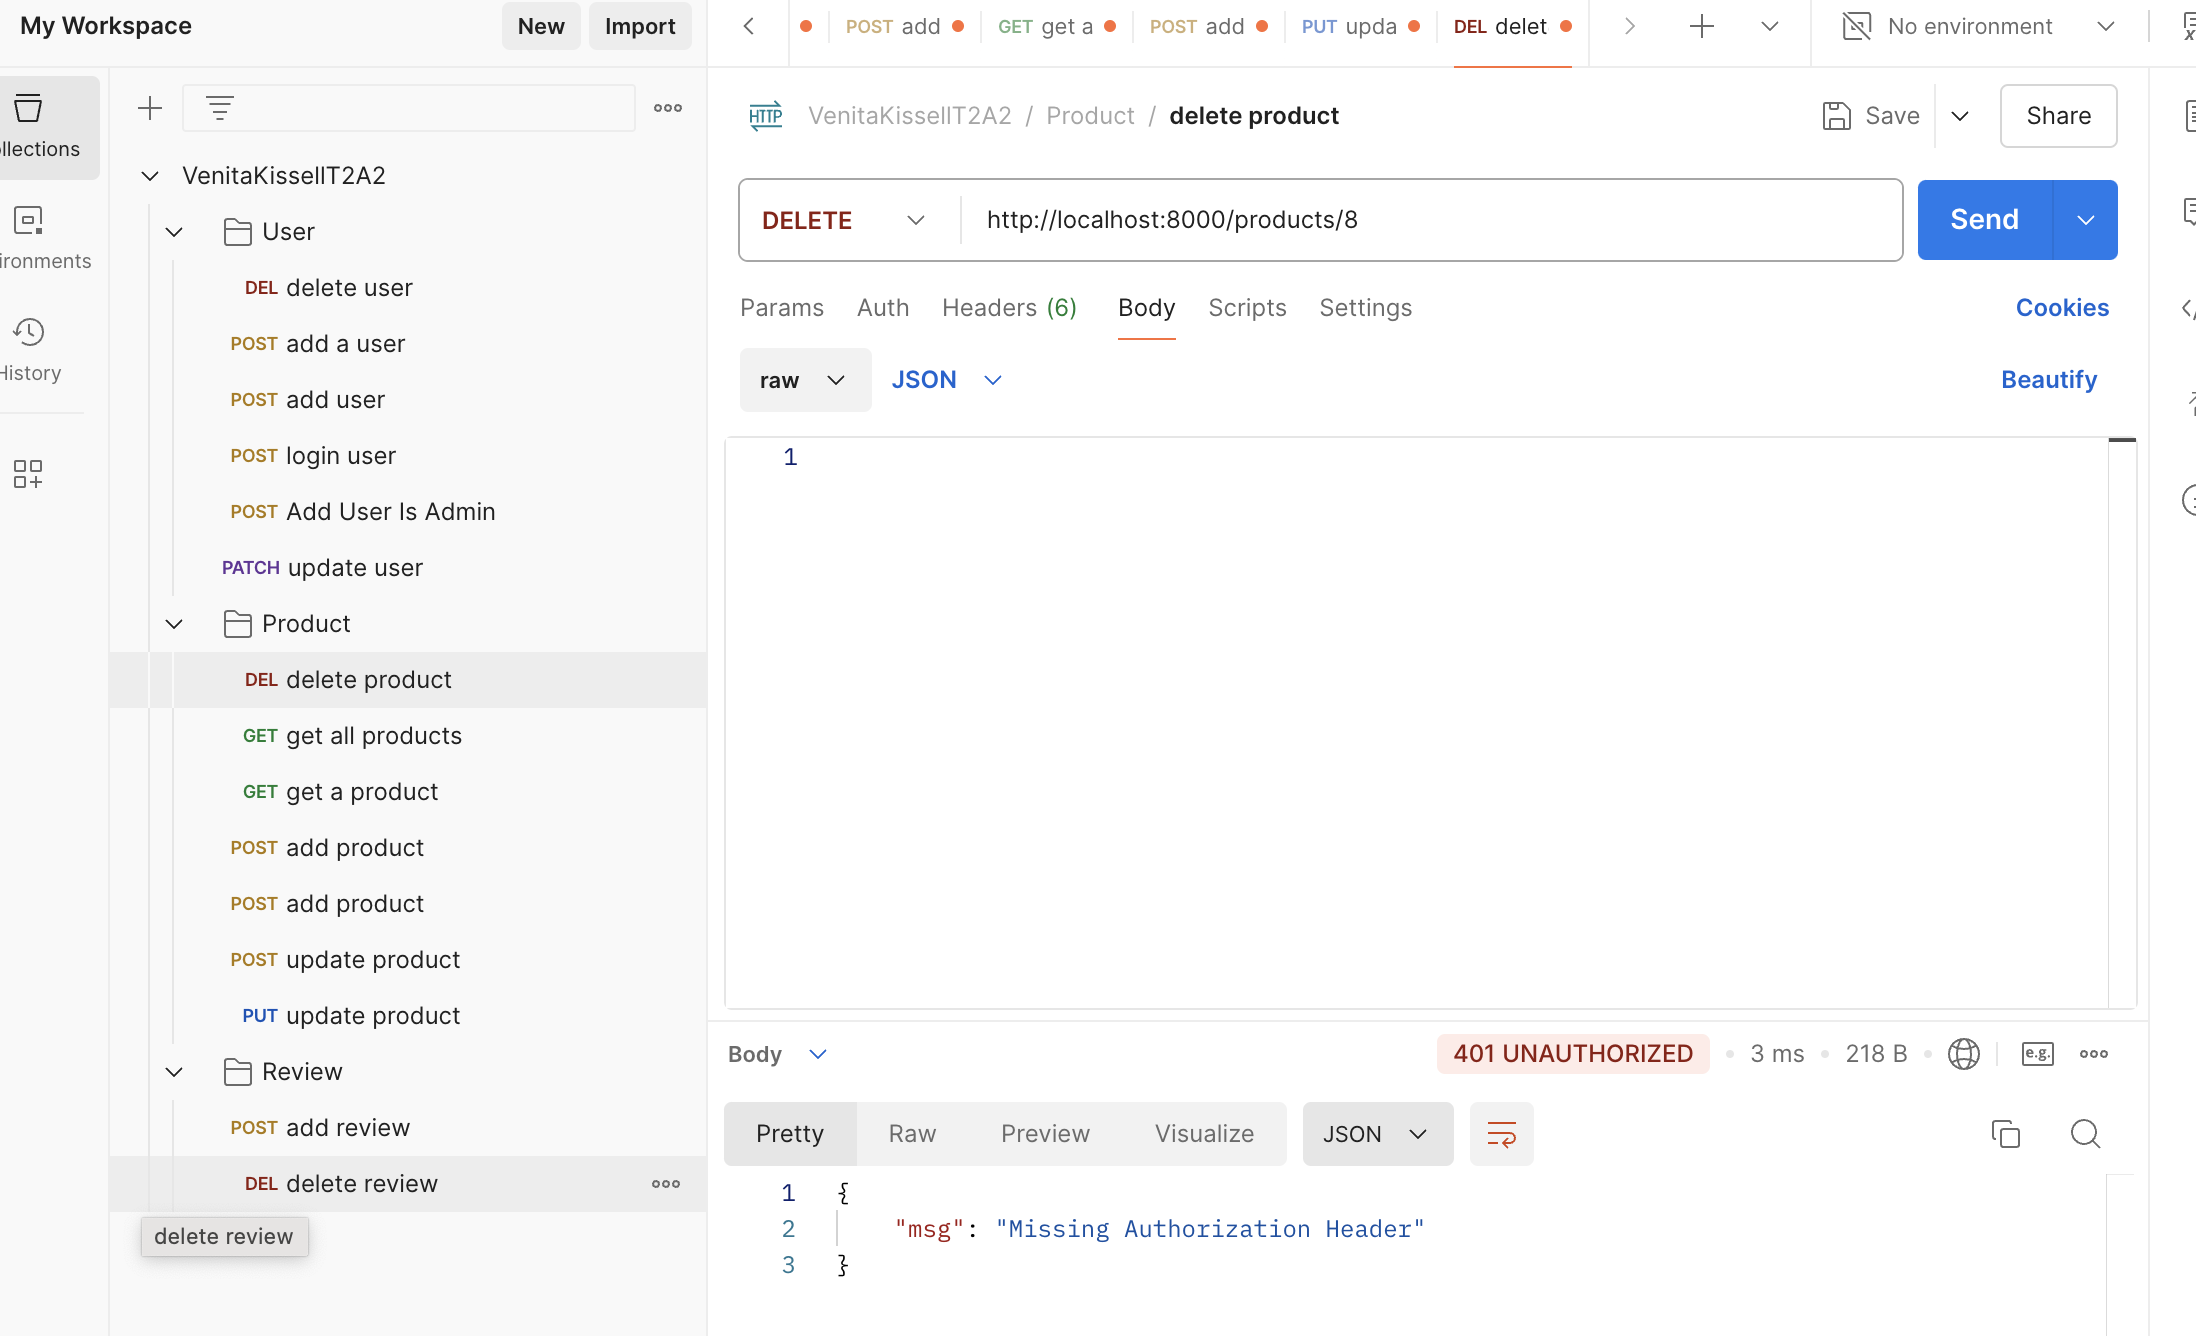 My Workspace
New
Import
POST add
GET get a
POST add
PUT upda
DEL delet
No environment
llections
ironments
History
VenitaKissellT2A2
User
DEL delete user
POST add a user
POST add user
POST login user
POST Add User Is Admin
PATCH update user
Product
DEL delete product
GET get all products
GET get a product
POST add product
POST add product
POST update product
PUT update product
Review
POST add review
DEL delete review
delete review
HTTP
VenitaKissellT2A2 / Product / delete product
Save
Share
DELETE
http://localhost:8000/products/8
Send
Params
Auth
Headers (6)
Body
Scripts
Settings
Cookies
raw
JSON
Beautify
1
Body
401 UNAUTHORIZED
3 ms
218 B
e.g.
Pretty
Raw
Preview
Visualize
JSON
1 {
2 "msg": "Missing Authorization Header"
3 }